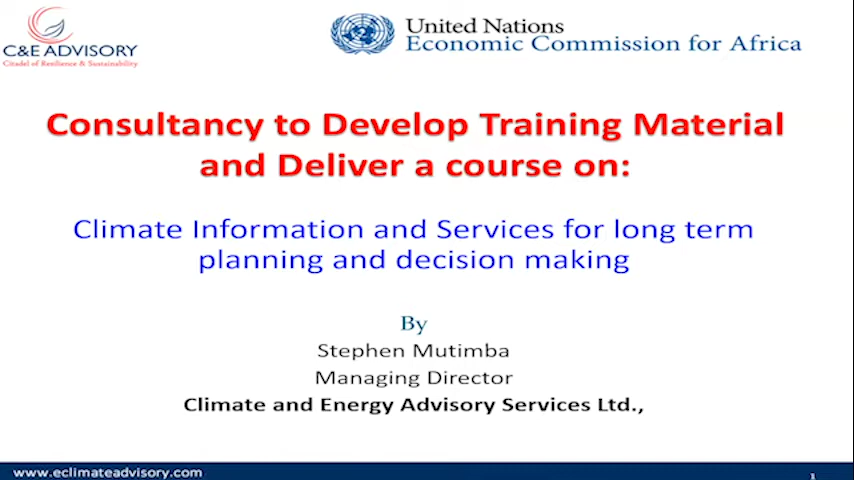 C&E ADVISORY
Citadel of Resilience & Sustainability
United Nations
Economic Commission for Africa
Consultancy to Develop Training Material
and Deliver a course on:
Climate Information and Services for long term
planning and decision making
By
Stephen Mutimba
Managing Director
Climate and Energy Advisory Services Ltd.,
www.eclimateadvisory.com
1